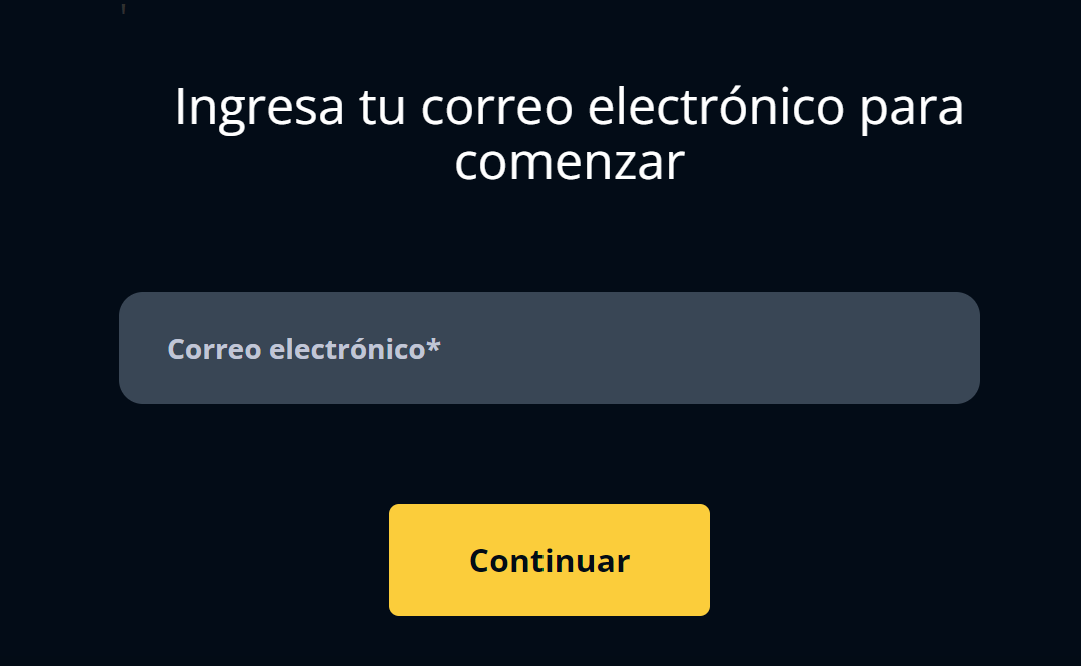 Ingresa tu correo electrónico para
comenzar
Correo electrónico*
Continuar